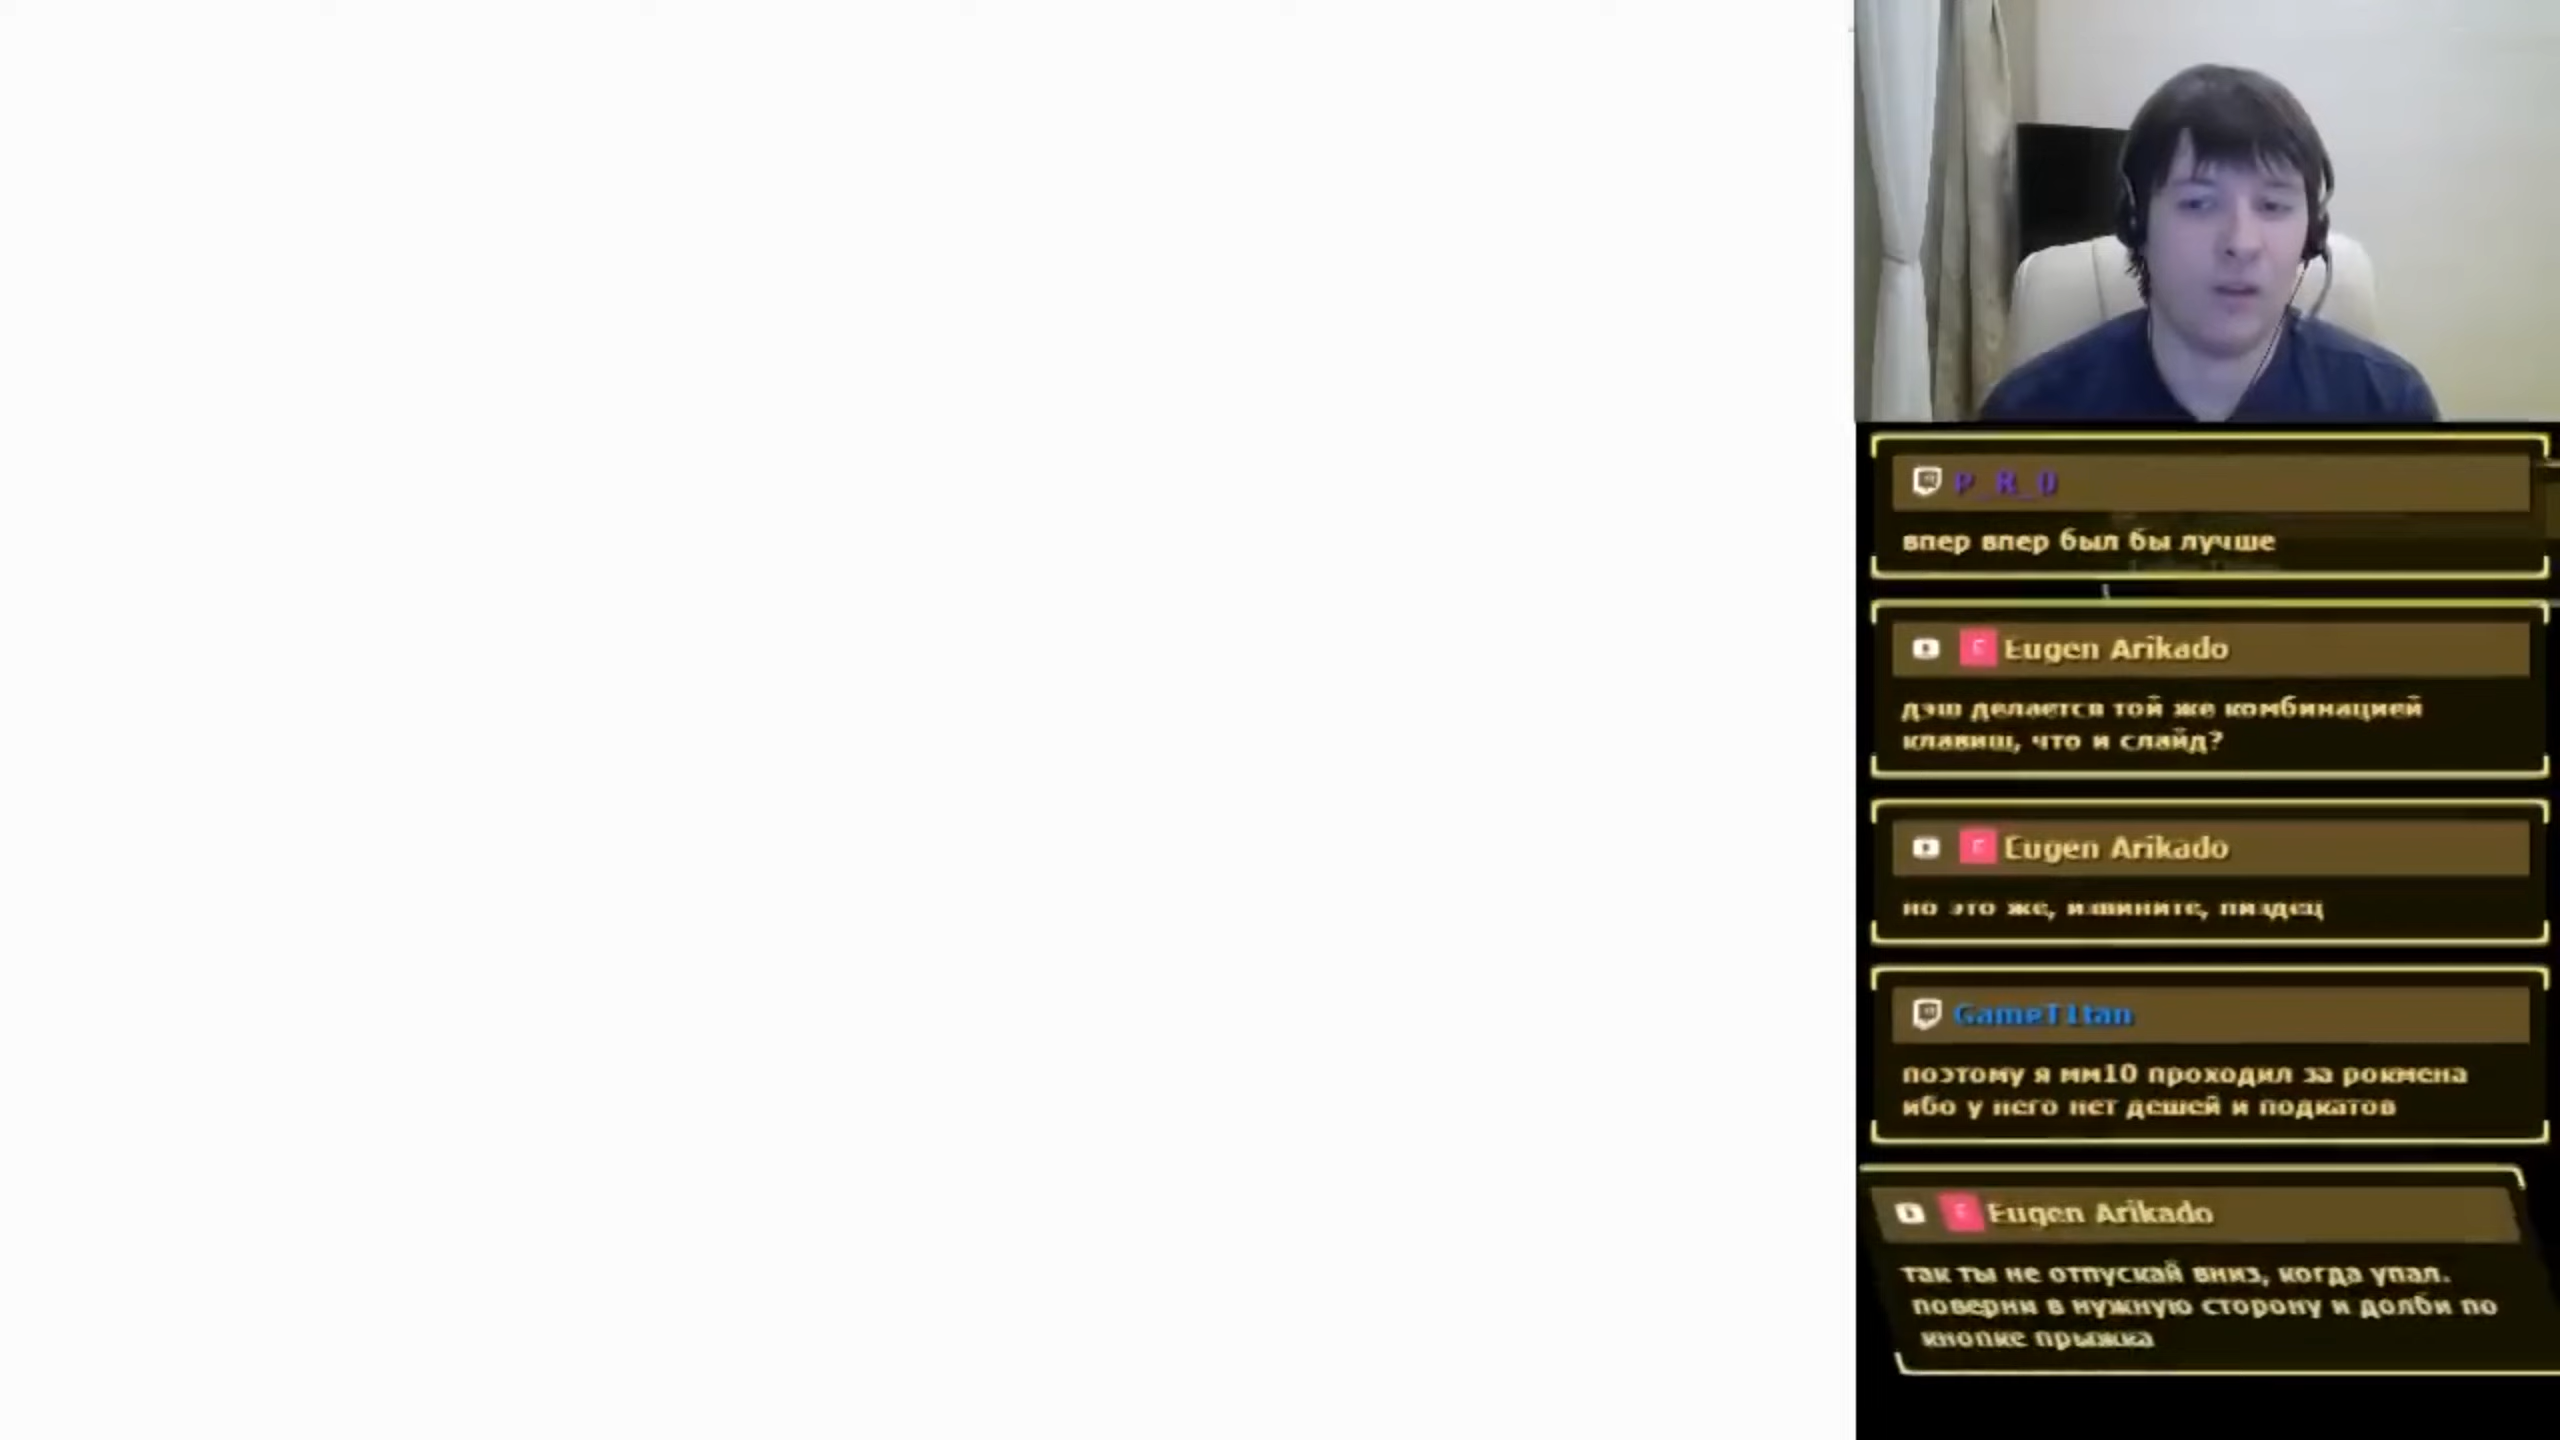 P_R_O
впер впер был бы лучше
Eugen Arikado
дэш делается той же комбинацией
клавиш, что и слайд?
Eugen Arikado
но это же, извините, пиздец
GameT1tan
поэтому я мм10 проходил за рокмена
ибо у него нет дешей и подкатов
Eugen Arikado
так ты не отпускай вниз, когда упал.
поверни в нужную сторону и долби по
кнопке прыжка